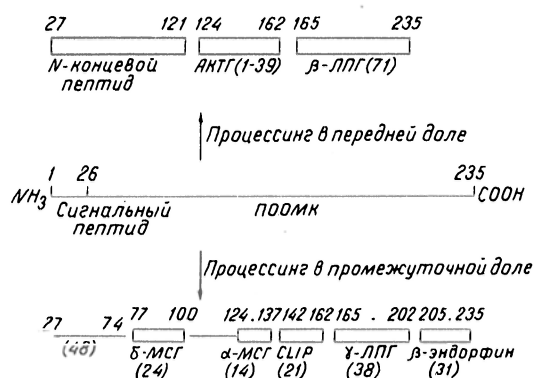 27 121 124 162 165 235
N-концевой пептид АКТГ(1-39) β-ЛПГ(71)
Процессинг в передней доле
1 26 235
NH3 COOH
Сигнальный пептид ПООМК
Процессинг в промежуточной доле
27 74 77 100 124.137 142 162 165 . 202 205.235
(48) δ-МСГ α-МСГ CLIP γ-ЛПГ β-эндорфин
(24) (14) (21) (38) (31)